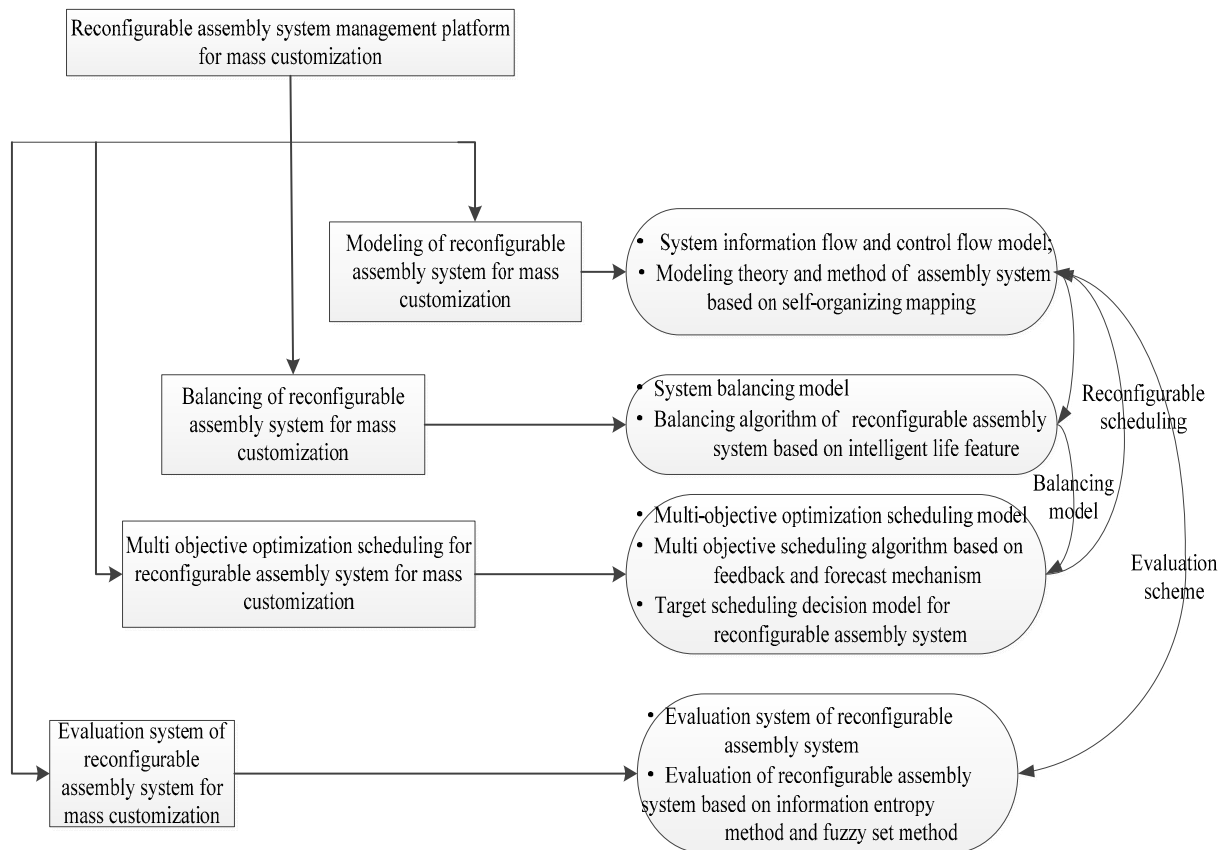 Reconfigurable assembly system management platform
for mass customization
Modeling of reconfigurable
assembly system for mass
customization
• System information flow and control flow model;
• Modeling theory and method of assembly system
based on self-organizing mapping
Balancing of reconfigurable
assembly system for mass
customization
• System balancing model
• Balancing algorithm of reconfigurable assembly
system based on intelligent life feature
Reconfigurable
scheduling
Balancing
model
Multi objective optimization scheduling for
reconfigurable assembly system for mass
customization
• Multi-objective optimization scheduling model
• Multi objective scheduling algorithm based on
feedback and forecast mechanism
• Target scheduling decision model for
reconfigurable assembly system
Evaluation
scheme
Evaluation system of
reconfigurable
assembly system for
mass customization
• Evaluation system of reconfigurable
assembly system
• Evaluation of reconfigurable assembly
system based on information entropy
method and fuzzy set method